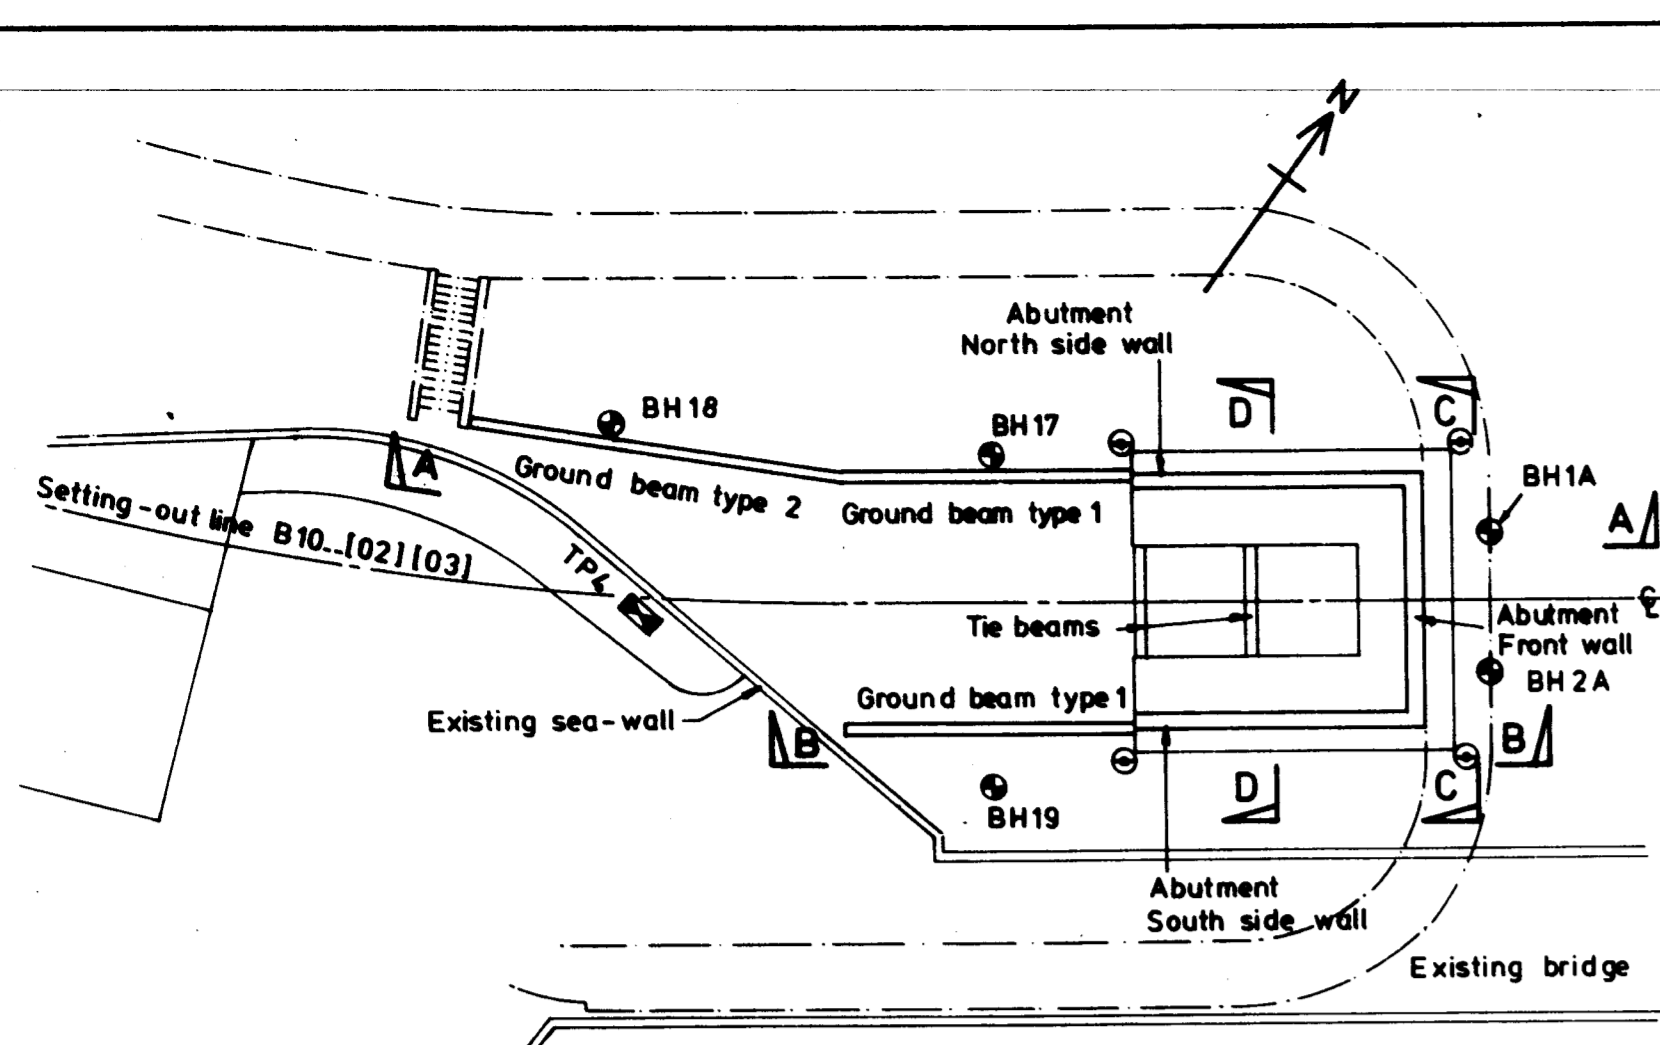 N
Abutment
North side wall
D
C
BH 18
BH 17
BH 1A
A
A
Ground beam type 2
Ground beam type 1
Setting-out line B10--[02][03]
TP4
Tie beams
Abutment
Front wall
℄
BH 2A
Ground beam type 1
Existing sea-wall
B
B
D
C
BH19
Abutment
South side wall
Existing bridge